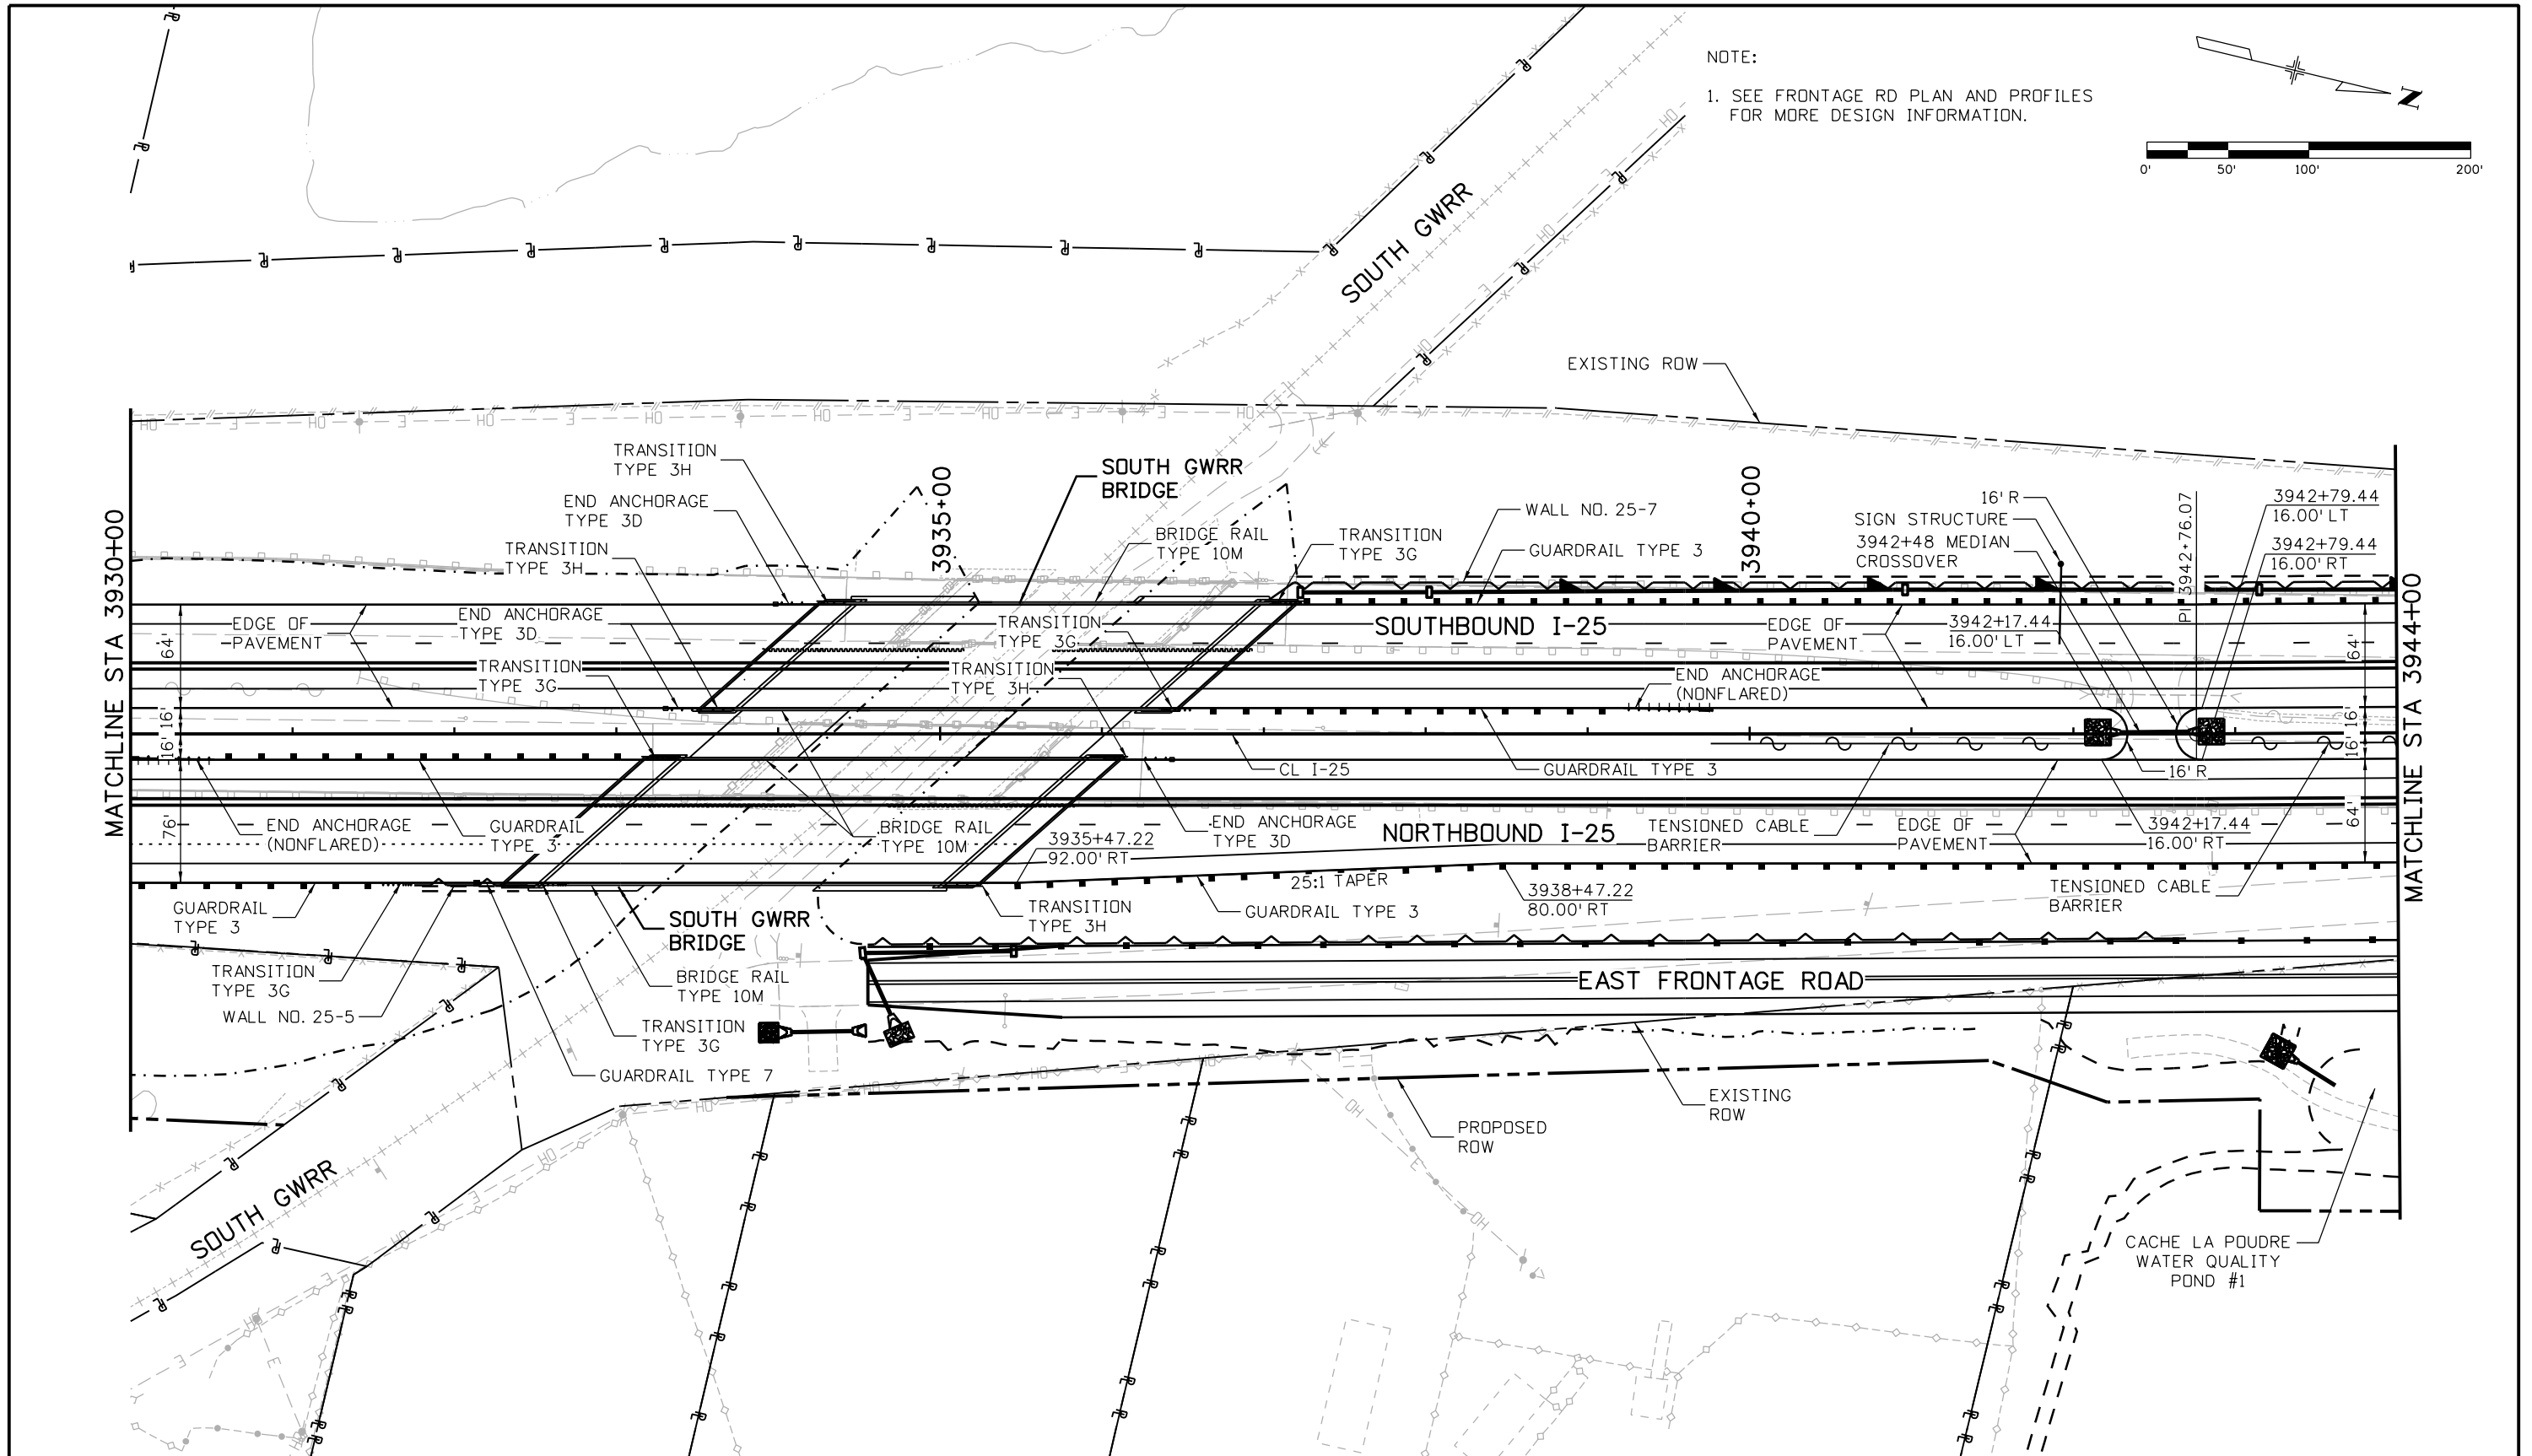 NOTE:
1. SEE FRONTAGE RD PLAN AND PROFILES
FOR MORE DESIGN INFORMATION.
N
0'
50'
100'
200'
SOUTH GWRR
EXISTING ROW
MATCHLINE STA 3930+00
TRANSITION
TYPE 3H
END ANCHORAGE
TYPE 3D
TRANSITION
TYPE 3H
END ANCHORAGE
TYPE 3D
TRANSITION
TYPE 3G
EDGE OF
PAVEMENT
64'
16'
16'
76'
3935+00
SOUTH GWRR
BRIDGE
BRIDGE RAIL
TYPE 10M
TRANSITION
TYPE 3G
TRANSITION
TYPE 3G
TRANSITION
TYPE 3H
WALL NO. 25-7
GUARDRAIL TYPE 3
3940+00
SOUTHBOUND I-25
16' R
SIGN STRUCTURE
3942+48 MEDIAN
CROSSOVER
EDGE OF
PAVEMENT
3942+17.44
16.00' LT
PI 3942+76.07
3942+79.44
16.00' LT
3942+79.44
16.00' RT
END ANCHORAGE
(NONFLARED)
64'
16'
16'
64'
MATCHLINE STA 3944+00
CL I-25
GUARDRAIL TYPE 3
16' R
END ANCHORAGE
(NONFLARED)
GUARDRAIL
TYPE 3
BRIDGE RAIL
TYPE 10M
3935+47.22
92.00' RT
END ANCHORAGE
TYPE 3D
NORTHBOUND I-25
TENSIONED CABLE
BARRIER
EDGE OF
PAVEMENT
3942+17.44
16.00' RT
25:1 TAPER
3938+47.22
80.00' RT
TENSIONED CABLE
BARRIER
GUARDRAIL
TYPE 3
SOUTH GWRR
BRIDGE
TRANSITION
TYPE 3H
GUARDRAIL TYPE 3
TRANSITION
TYPE 3G
WALL NO. 25-5
BRIDGE RAIL
TYPE 10M
TRANSITION
TYPE 3G
GUARDRAIL TYPE 7
EAST FRONTAGE ROAD
EXISTING
ROW
PROPOSED
ROW
SOUTH GWRR
CACHE LA POUDRE
WATER QUALITY
POND #1